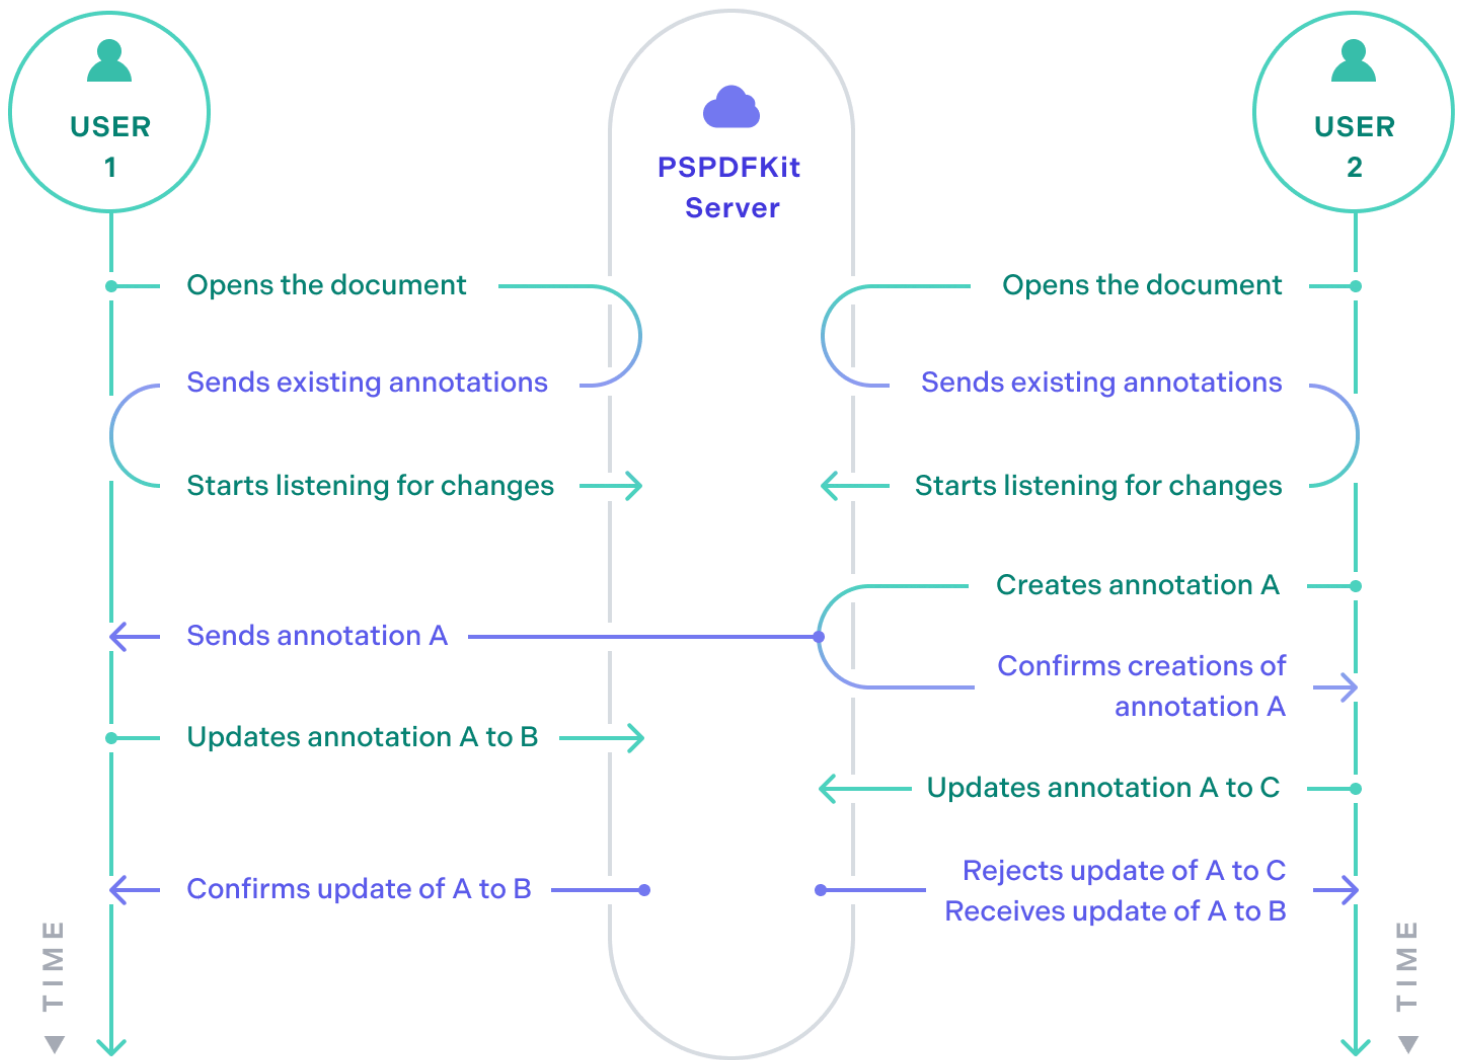 USER
1
PSPDFKit
Server
USER
2
Opens the document
Opens the document
Sends existing annotations
Sends existing annotations
Starts listening for changes
Starts listening for changes
Creates annotation A
Sends annotation A
Confirms creations of
annotation A
Updates annotation A to B
Updates annotation A to C
Confirms update of A to B
Rejects update of A to C
Receives update of A to B
TIME
TIME